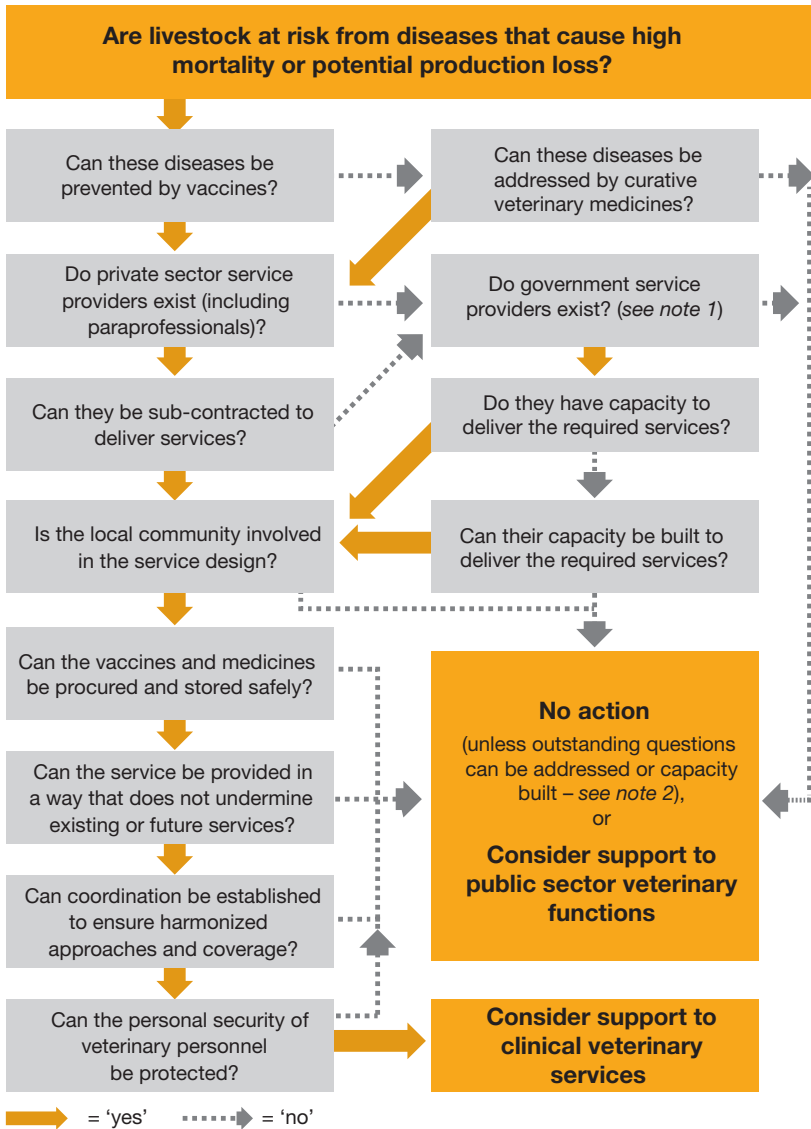 Are livestock at risk from diseases that cause high
mortality or potential production loss?
Can these diseases be
prevented by vaccines?
Can these diseases be
addressed by curative
veterinary medicines?
Do private sector service
providers exist (including
paraprofessionals)?
Do government service
providers exist? (see note 1)
Can they be sub-contracted to
deliver services?
Do they have capacity to
deliver the required services?
Is the local community involved
in the service design?
Can their capacity be built to
deliver the required services?
Can the vaccines and medicines
be procured and stored safely?
Can the service be provided in
a way that does not undermine
existing or future services?
Can coordination be established
to ensure harmonized
approaches and coverage?
Can the personal security of
veterinary personnel
be protected?
No action
(unless outstanding questions
can be addressed or capacity
built – see note 2),
or
Consider support to
public sector veterinary
functions
Consider support to
clinical veterinary
services
= ‘yes’
= ‘no’